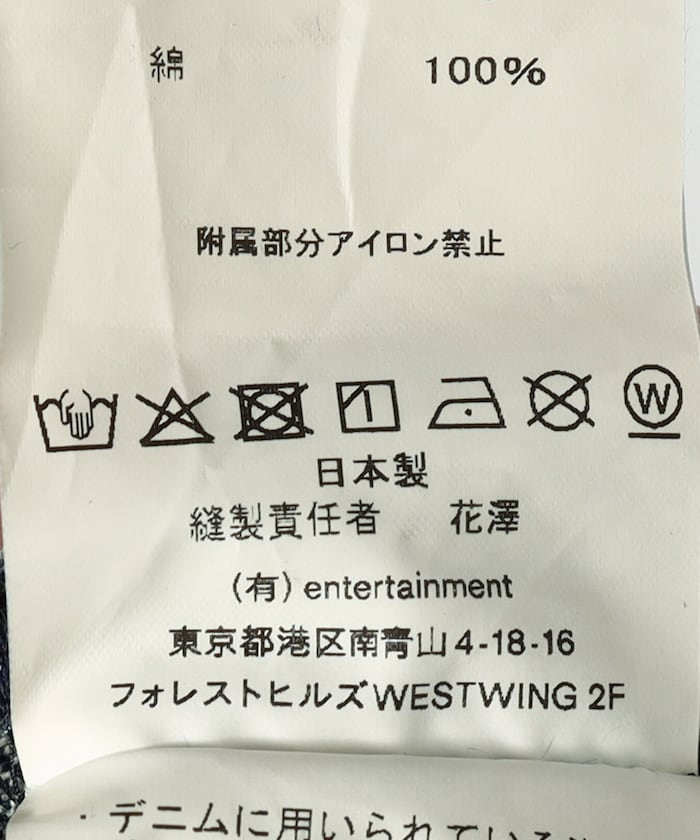 綿 100%
附属部分アイロン禁止
W
日本製
縫製責任者 花澤
(有) entertainment
東京都港区南青山4-18-16
フォレストヒルズWESTWING 2F
・デニムに用いられている